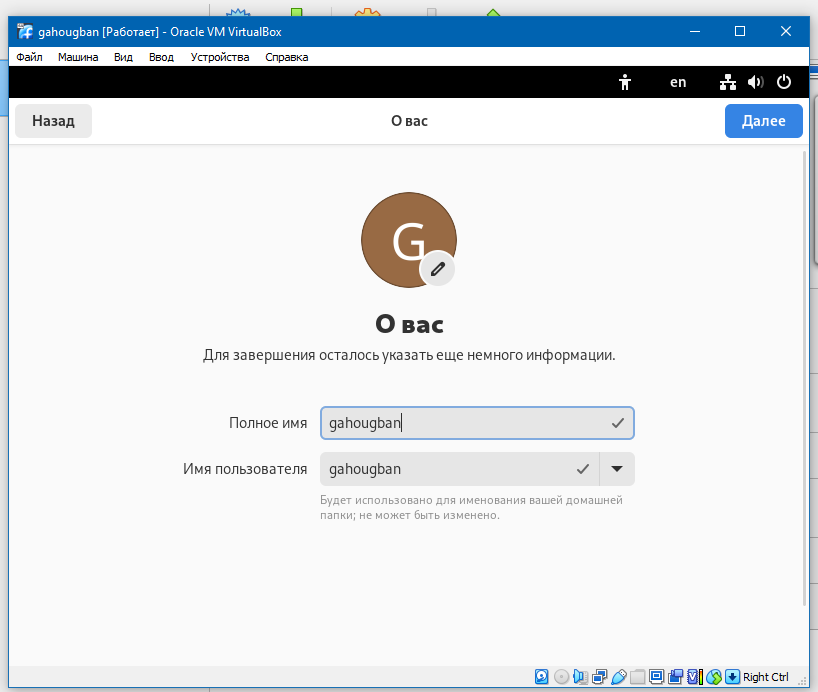 gahougban [Работает] - Oracle VM VirtualBox
Файл Машина Вид Ввод Устройства Справка
en
Назад О вас Далее
G
О вас
Для завершения осталось указать еще немного информации.
Полное имя gahougban
Имя пользователя gahougban
Будет использовано для именования вашей домашней
папки; не может быть изменено.
Right Ctrl